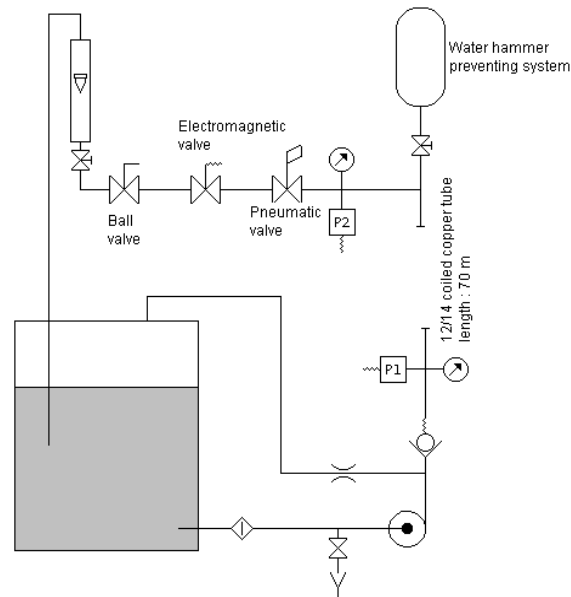 Water hammer
preventing system
Electromagnetic
valve
Ball
valve
Pneumatic
valve
P2
12/14 coiled copper tube
length : 70 m
P1